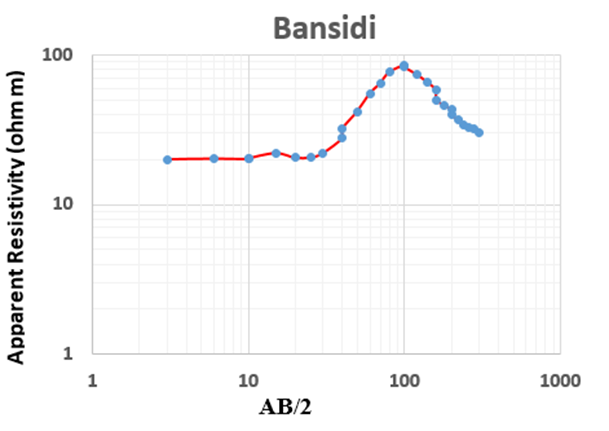 Bansidi
Apparent Resistivity (ohm m)
100
10
1
1 10 100 1000
AB/2